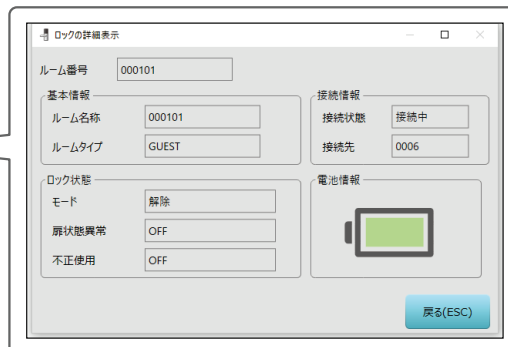 ロックの詳細表示
ルーム番号 000101
基本情報
ルーム名称 000101
ルームタイプ GUEST
接続情報
接続状態 接続中
接続先 0006
ロック状態
モード 解除
扉状態異常 OFF
不正使用 OFF
電池情報
戻る(ESC)